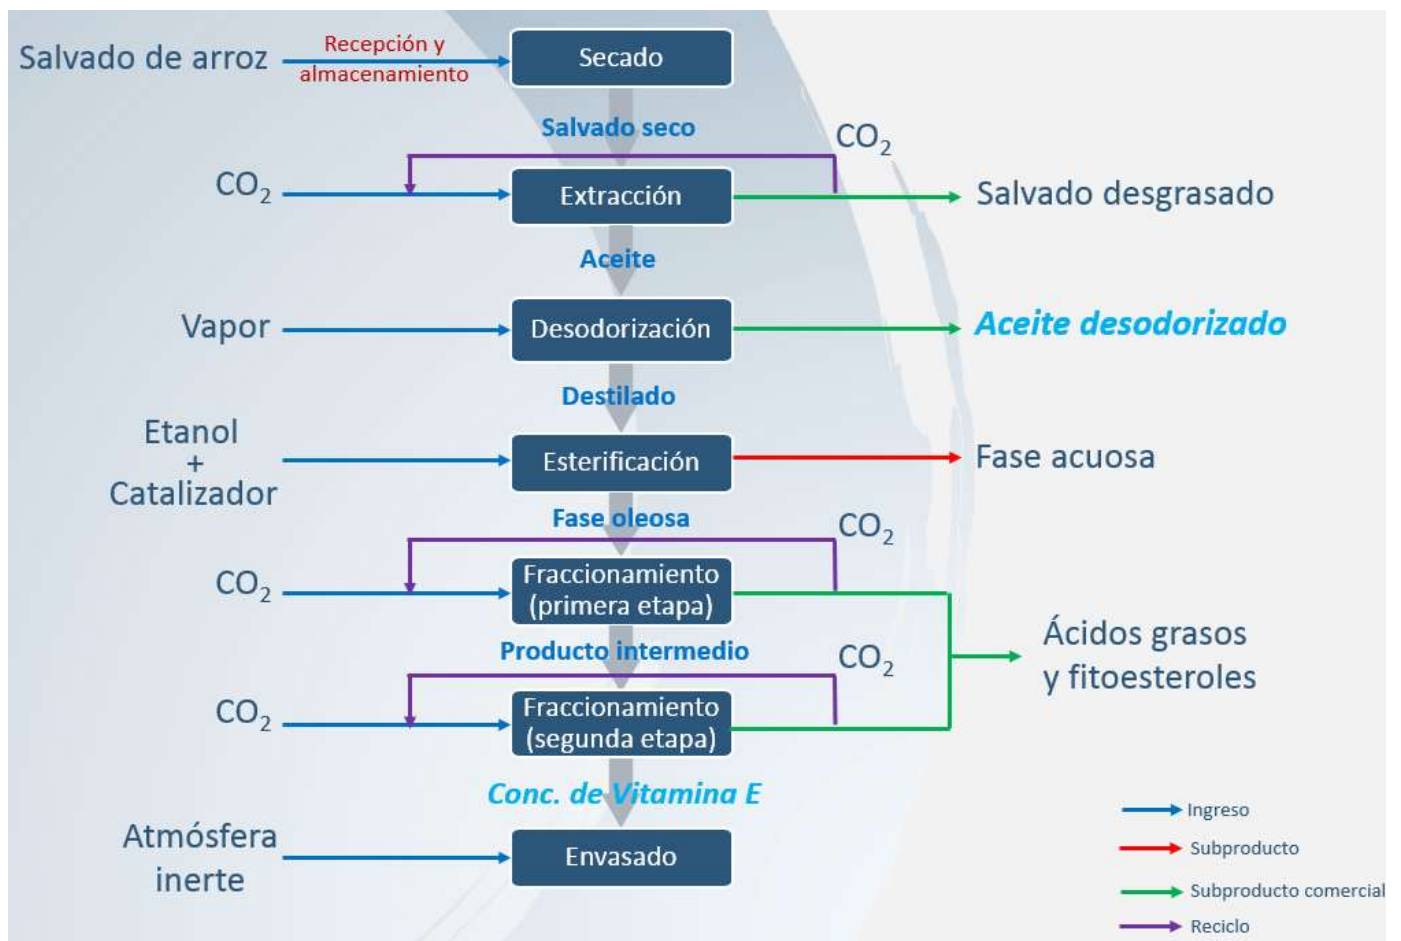 Salvado de arroz
Recepción y
almacenamiento
Secado
Salvado seco
CO₂
CO₂
Extracción
Salvado desgrasado
Aceite
Vapor
Desodorización
Aceite desodorizado
Destilado
Etanol
+
Catalizador
Esterificación
Fase acuosa
Fase oleosa
CO₂
CO₂
Fraccionamiento
(primera etapa)
Ácidos grasos
y fitoesteroles
Producto intermedio
CO₂
CO₂
Fraccionamiento
(segunda etapa)
Conc. de Vitamina E
Atmósfera
inerte
Envasado
Ingreso
Subproducto
Subproducto comercial
Reciclo